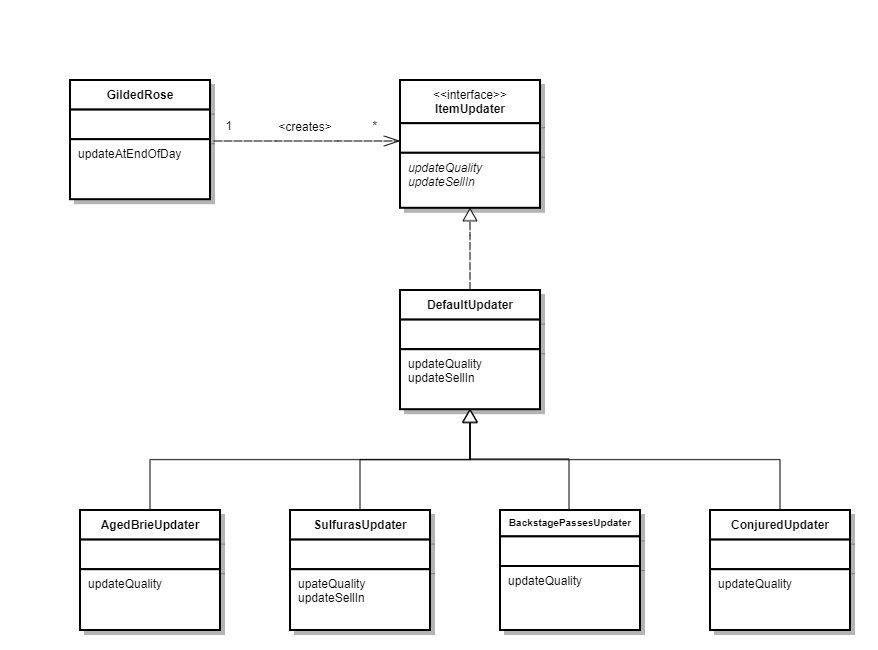 GildedRose
updateAtEndOfDay
1
<creates>
*
<<interface>>
ItemUpdater
updateQuality
updateSellIn
DefaultUpdater
updateQuality
updateSellIn
AgedBrieUpdater
updateQuality
SulfurasUpdater
upateQuality
updateSellIn
BackstagePassesUpdater
updateQuality
ConjuredUpdater
updateQuality